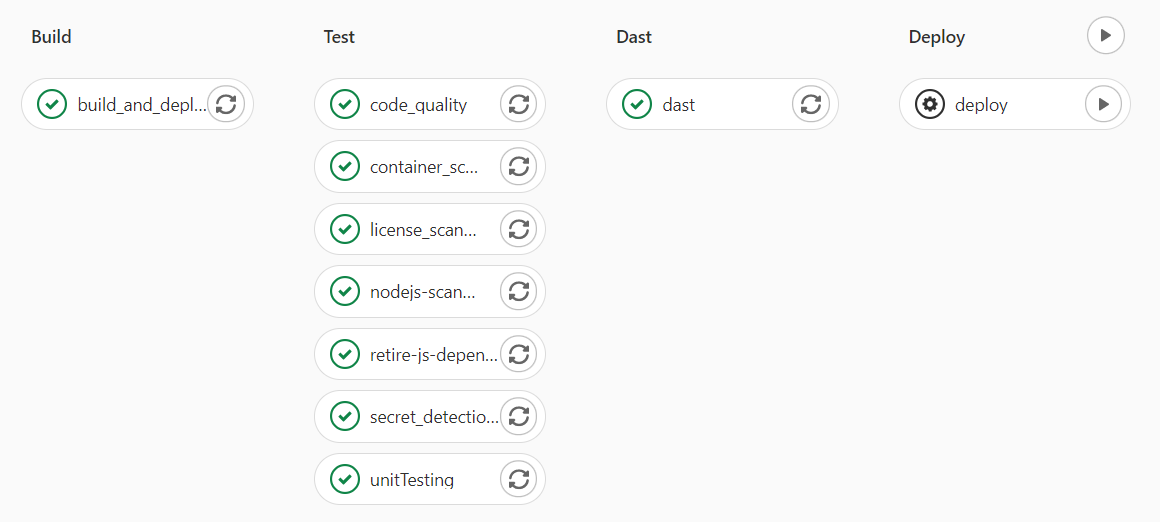 Build
build_and_depl...
Test
code_quality
container_sc...
license_scan...
nodejs-scan...
retire-js-depen...
secret_detectio...
unitTesting
Dast
dast
Deploy
deploy